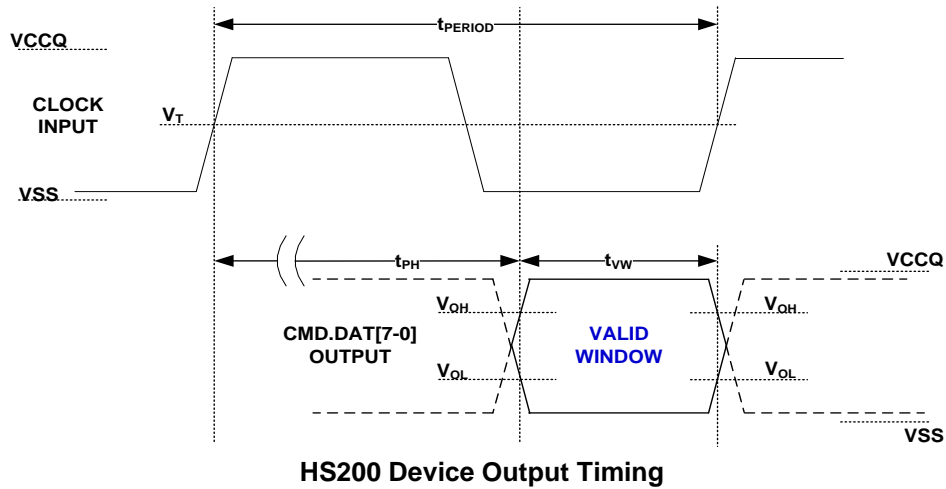 tPERIOD
VCCQ
CLOCK
INPUT
VT
VSS
tPH
tVW
VCCQ
VOH
VOH
CMD.DAT[7-0]
OUTPUT
VALID
WINDOW
VOL
VOL
VSS
HS200 Device Output Timing